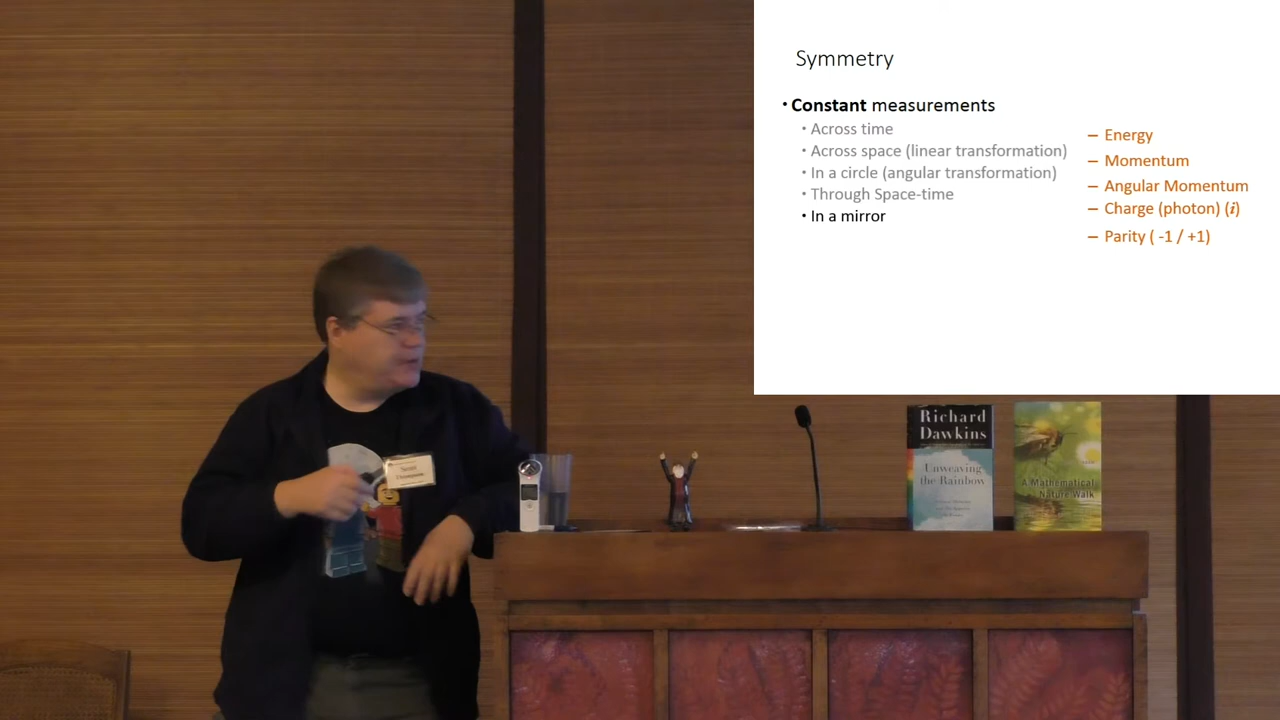 Symmetry
• Constant measurements
• Across time
• Across space (linear transformation)
• In a circle (angular transformation)
• Through Space-time
• In a mirror
– Energy
– Momentum
– Angular Momentum
– Charge (photon) (i)
– Parity ( -1 / +1)
Richard
Dawkins
Unweaving
the Rainbow
A Mathematical
Nature Walk